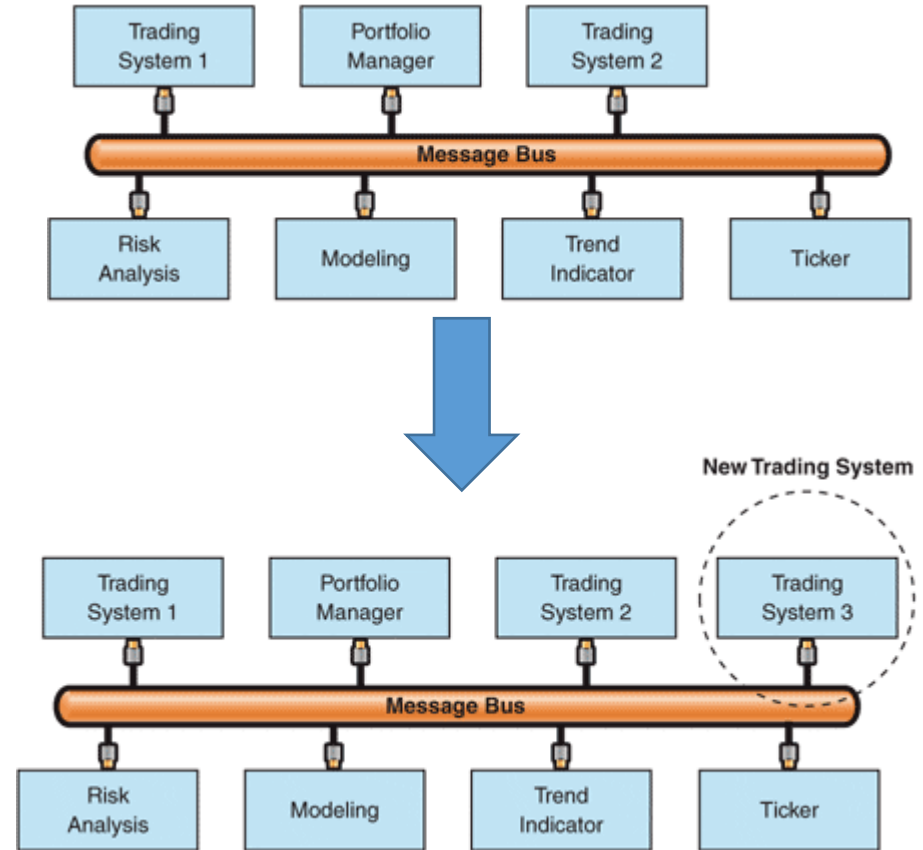 Trading
System 1
Portfolio
Manager
Trading
System 2
Message Bus
Risk
Analysis
Modeling
Trend
Indicator
Ticker
New Trading System
Trading
System 1
Portfolio
Manager
Trading
System 2
Trading
System 3
Message Bus
Risk
Analysis
Modeling
Trend
Indicator
Ticker